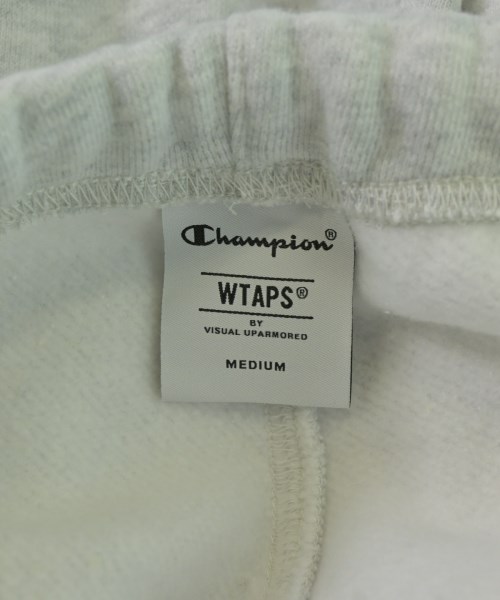 Champion®
WTAPS®
BY
VISUAL UPARMORED
MEDIUM